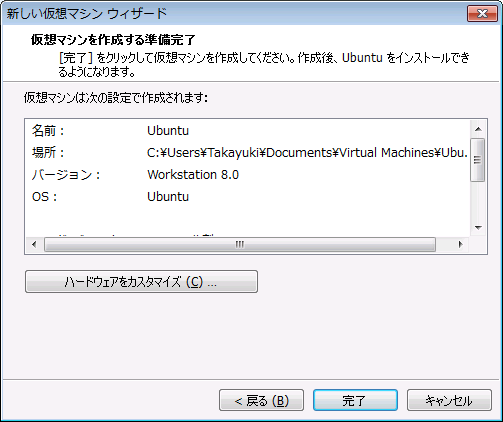 新しい仮想マシン ウィザード
仮想マシンを作成する準備完了
[完了] をクリックして仮想マシンを作成してください。作成後、Ubuntu をインストールでき
るようになります。
仮想マシンは次の設定で作成されます:
名前 : Ubuntu
場所 : C:¥Users¥Takayuki¥Documents¥Virtual Machines¥Ubu.
バージョン : Workstation 8.0
OS : Ubuntu
ハードウェアをカスタマイズ (C) ...
< 戻る (B)
完了
キャンセル